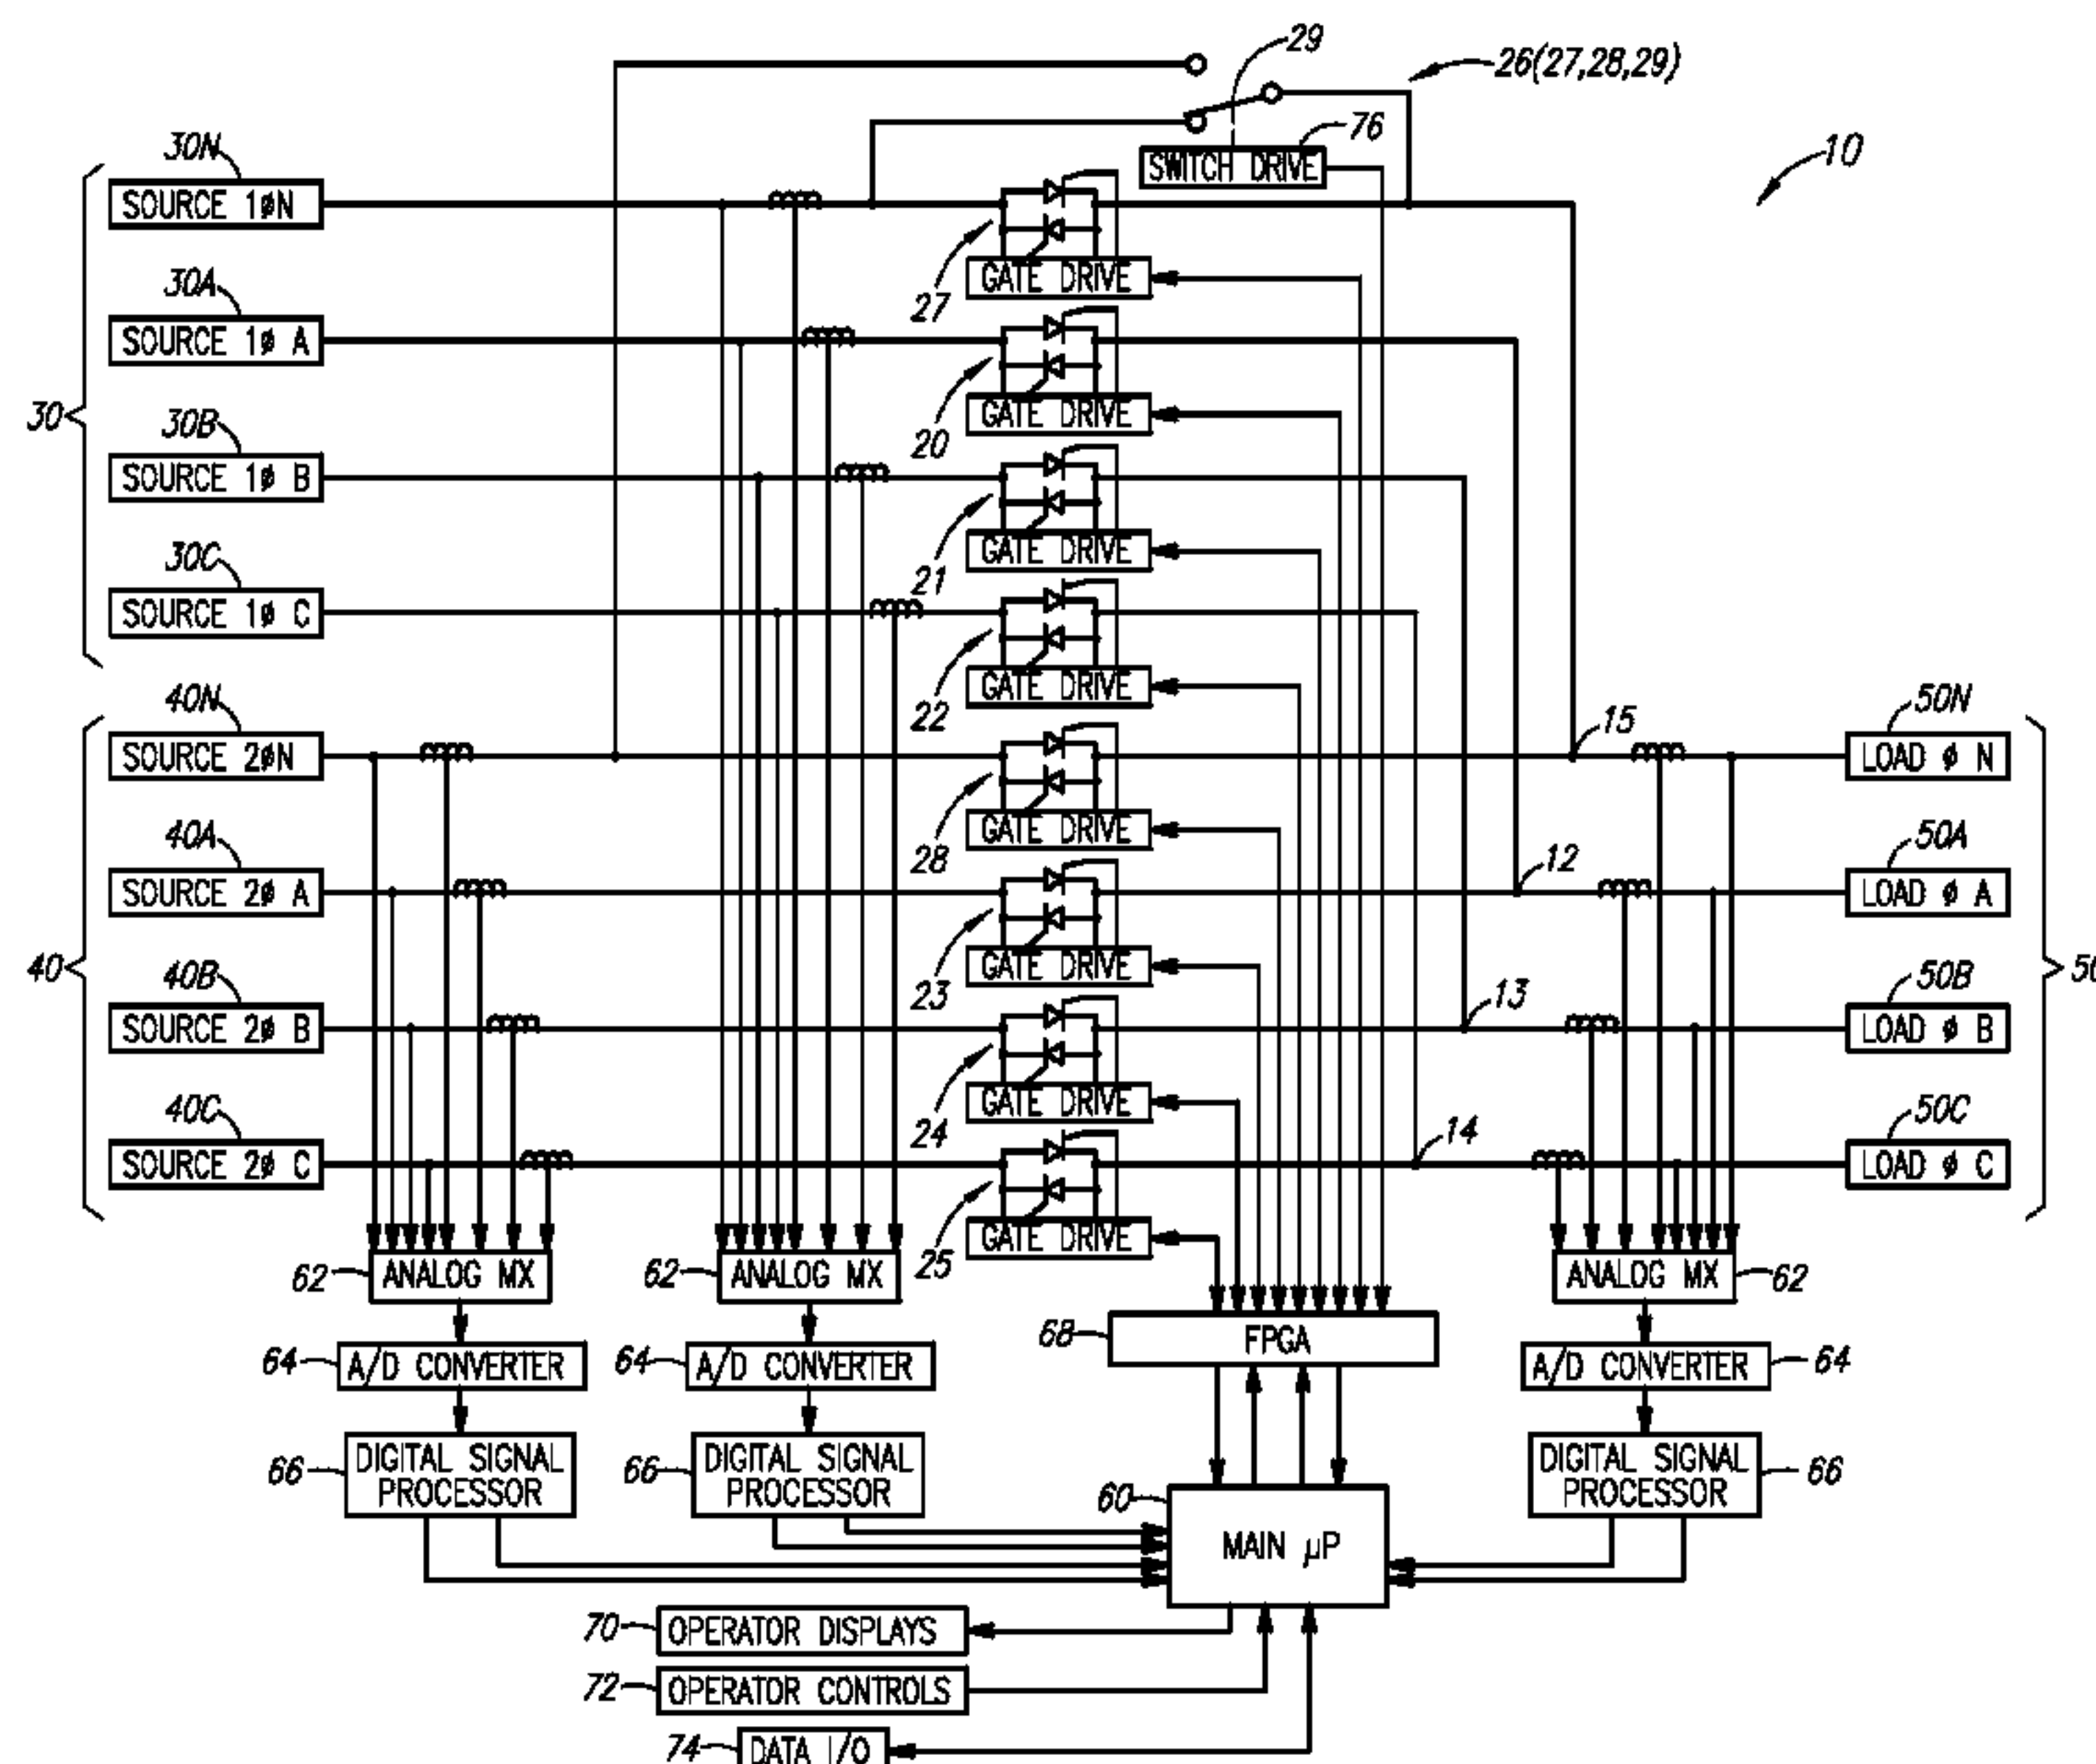 29
26(27,28,29)
76
10
SWITCH DRIVE
30N
SOURCE 1ø N
27
GATE DRIVE
30A
SOURCE 1ø A
20
GATE DRIVE
30
30B
SOURCE 1ø B
21
GATE DRIVE
30C
SOURCE 1ø C
22
GATE DRIVE
40N
SOURCE 2ø N
28
GATE DRIVE
15
50N
LOAD ø N
40A
SOURCE 2ø A
23
GATE DRIVE
12
50A
LOAD ø A
40
40B
SOURCE 2ø B
24
GATE DRIVE
13
50B
LOAD ø B
40C
SOURCE 2ø C
25
GATE DRIVE
14
50C
LOAD ø C
62
ANALOG MX
62
ANALOG MX
ANALOG MX
62
68
FPGA
64
A/D CONVERTER
64
A/D CONVERTER
A/D CONVERTER
64
66
DIGITAL SIGNAL
PROCESSOR
66
DIGITAL SIGNAL
PROCESSOR
DIGITAL SIGNAL
PROCESSOR
66
60
MAIN µP
70
OPERATOR DISPLAYS
72
OPERATOR CONTROLS
74
DATA I/O